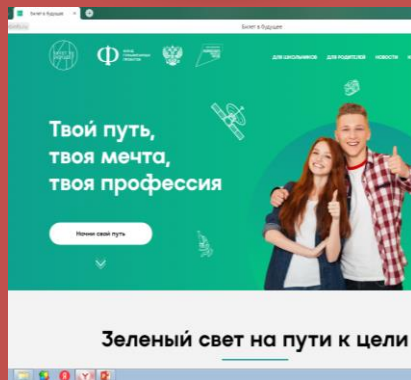 Билет в будущее
Билет в будущее
ДЛЯ ШКОЛЬНИКОВ ДЛЯ РОДИТЕЛЕЙ НОВОСТИ
Твой путь,
твоя мечта,
твоя профессия
Начни свой путь
Зеленый свет на пути к цели